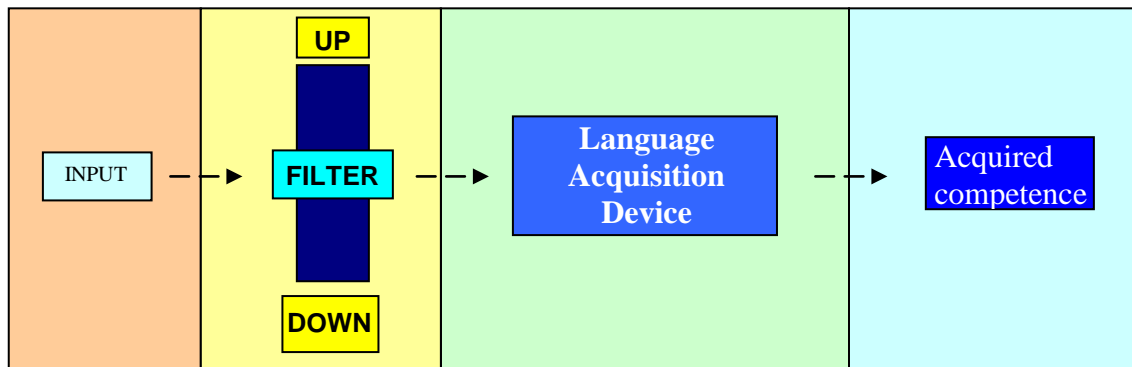 UP
INPUT
FILTER
DOWN
Language
Acquisition
Device
Acquired
competence